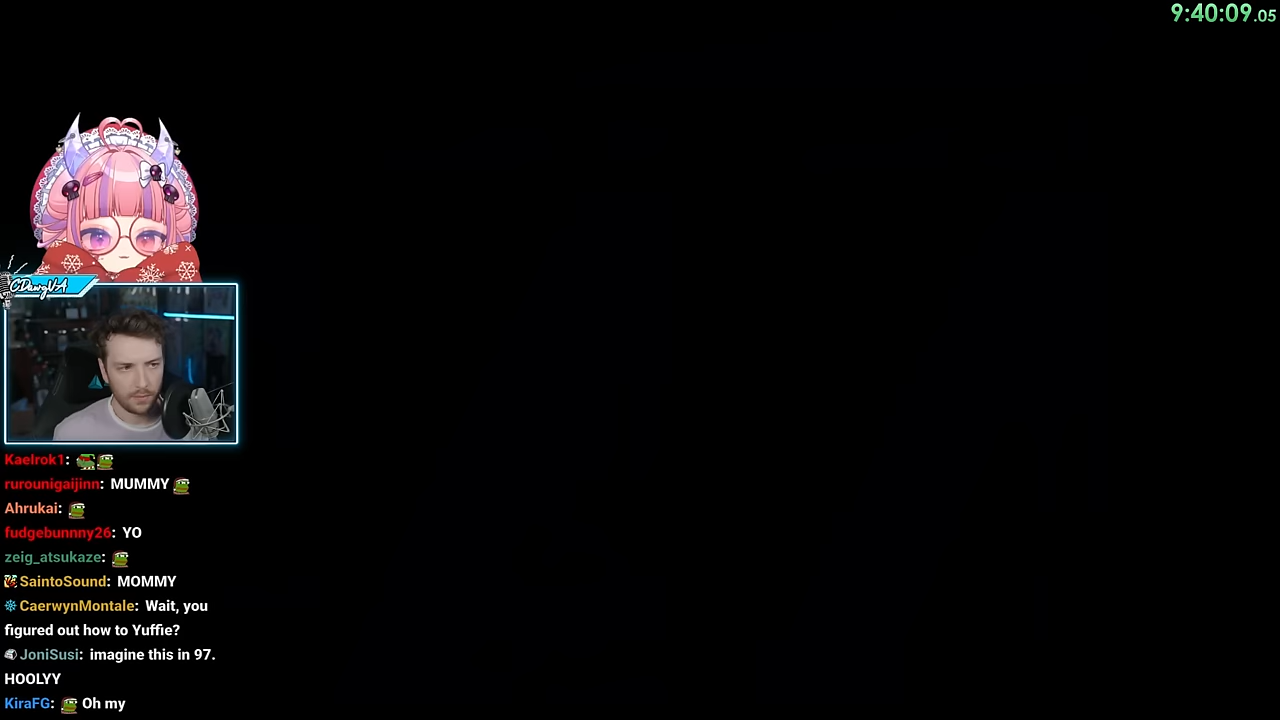 9:40:09.05
CDawgVA
Kaelrok1:
rurounigaijinn: MUMMY
Ahrukai:
fudgebunnny26: YO
zeig_atsukaze:
SaintoSound: MOMMY
CaerwynMontale: Wait, you
figured out how to Yuffie?
JoniSusi: imagine this in 97.
HOOLYY
KiraFG: Oh my